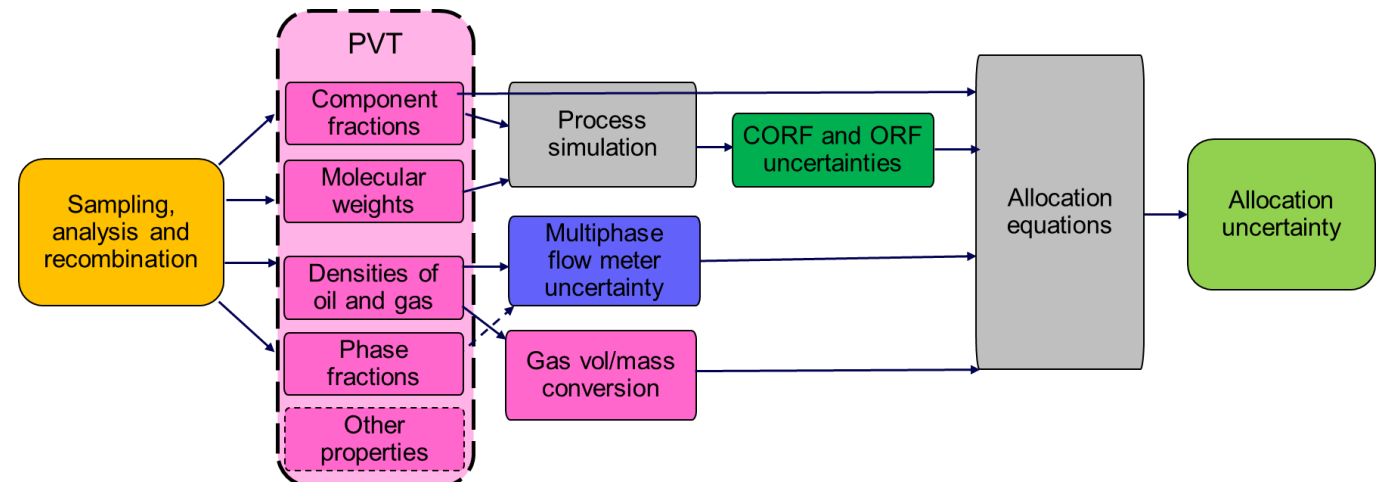 PVT
Component
fractions
Molecular
weights
Densities of
oil and gas
Phase
fractions
Other
properties
Sampling,
analysis and
recombination
Process
simulation
CORF and ORF
uncertainties
Multiphase
flow meter
uncertainty
Gas vol/mass
conversion
Allocation
equations
Allocation
uncertainty